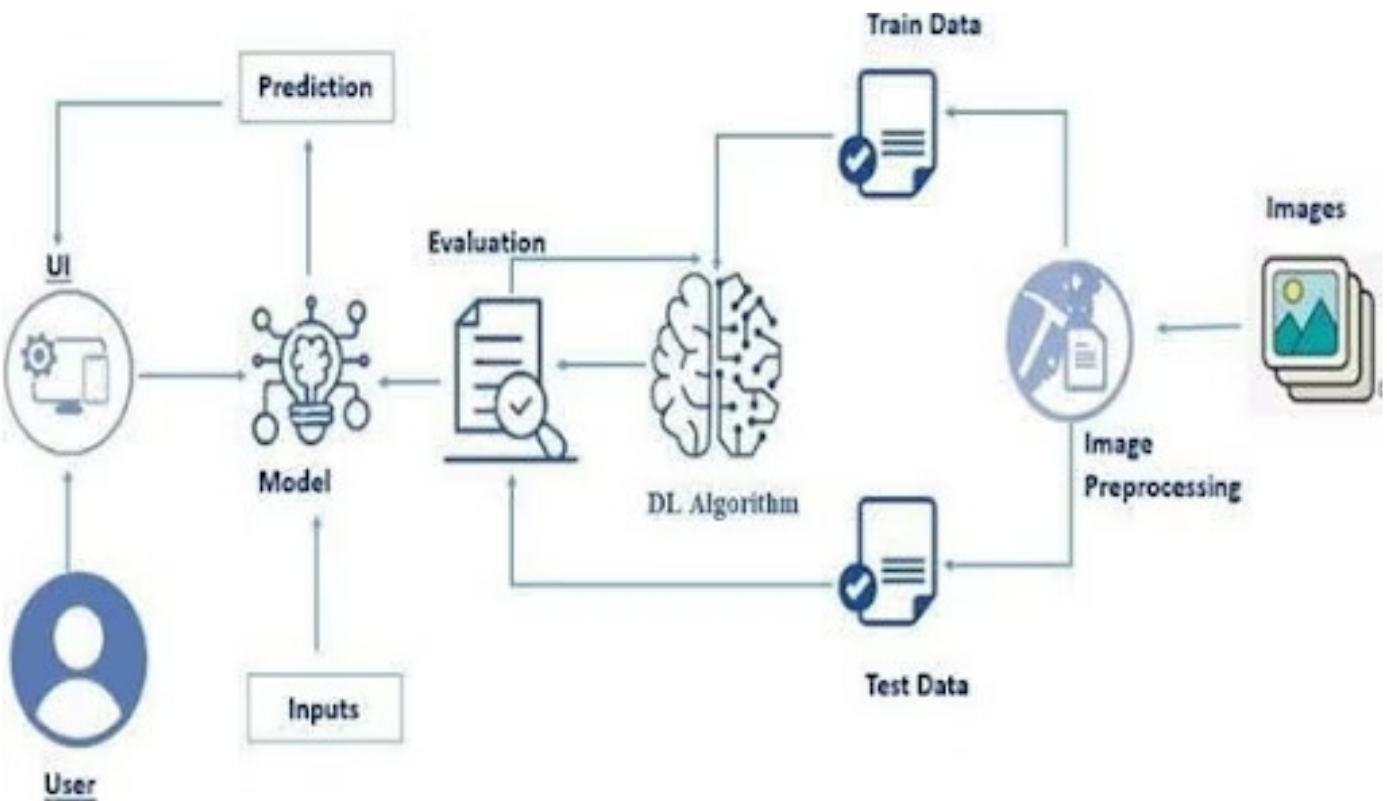 Train Data
Prediction
Images
Evaluation
UI
Image
Preprocessing
Model
DL Algorithm
Test Data
Inputs
User